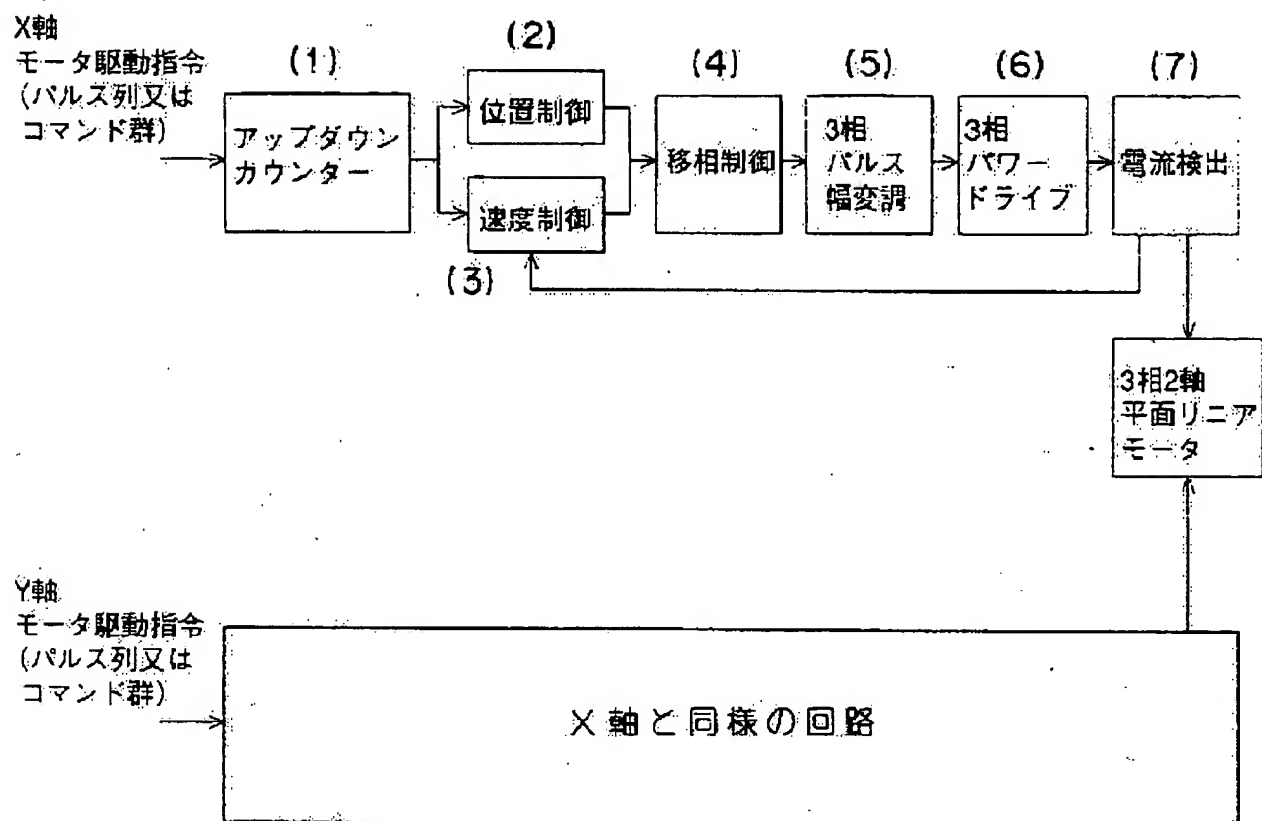 X軸
モータ駆動指令
(パルス列又は
コマンド群)
(1)
アップダウン
カウンター
(2)
位置制御
速度制御
(3)
(4)
移相制御
(5)
3相
パルス
幅変調
(6)
3相
パワー
ドライブ
(7)
電流検出
3相2軸
平面リニア
モータ
Y軸
モータ駆動指令
(パルス列又は
コマンド群)
X軸と同様の回路